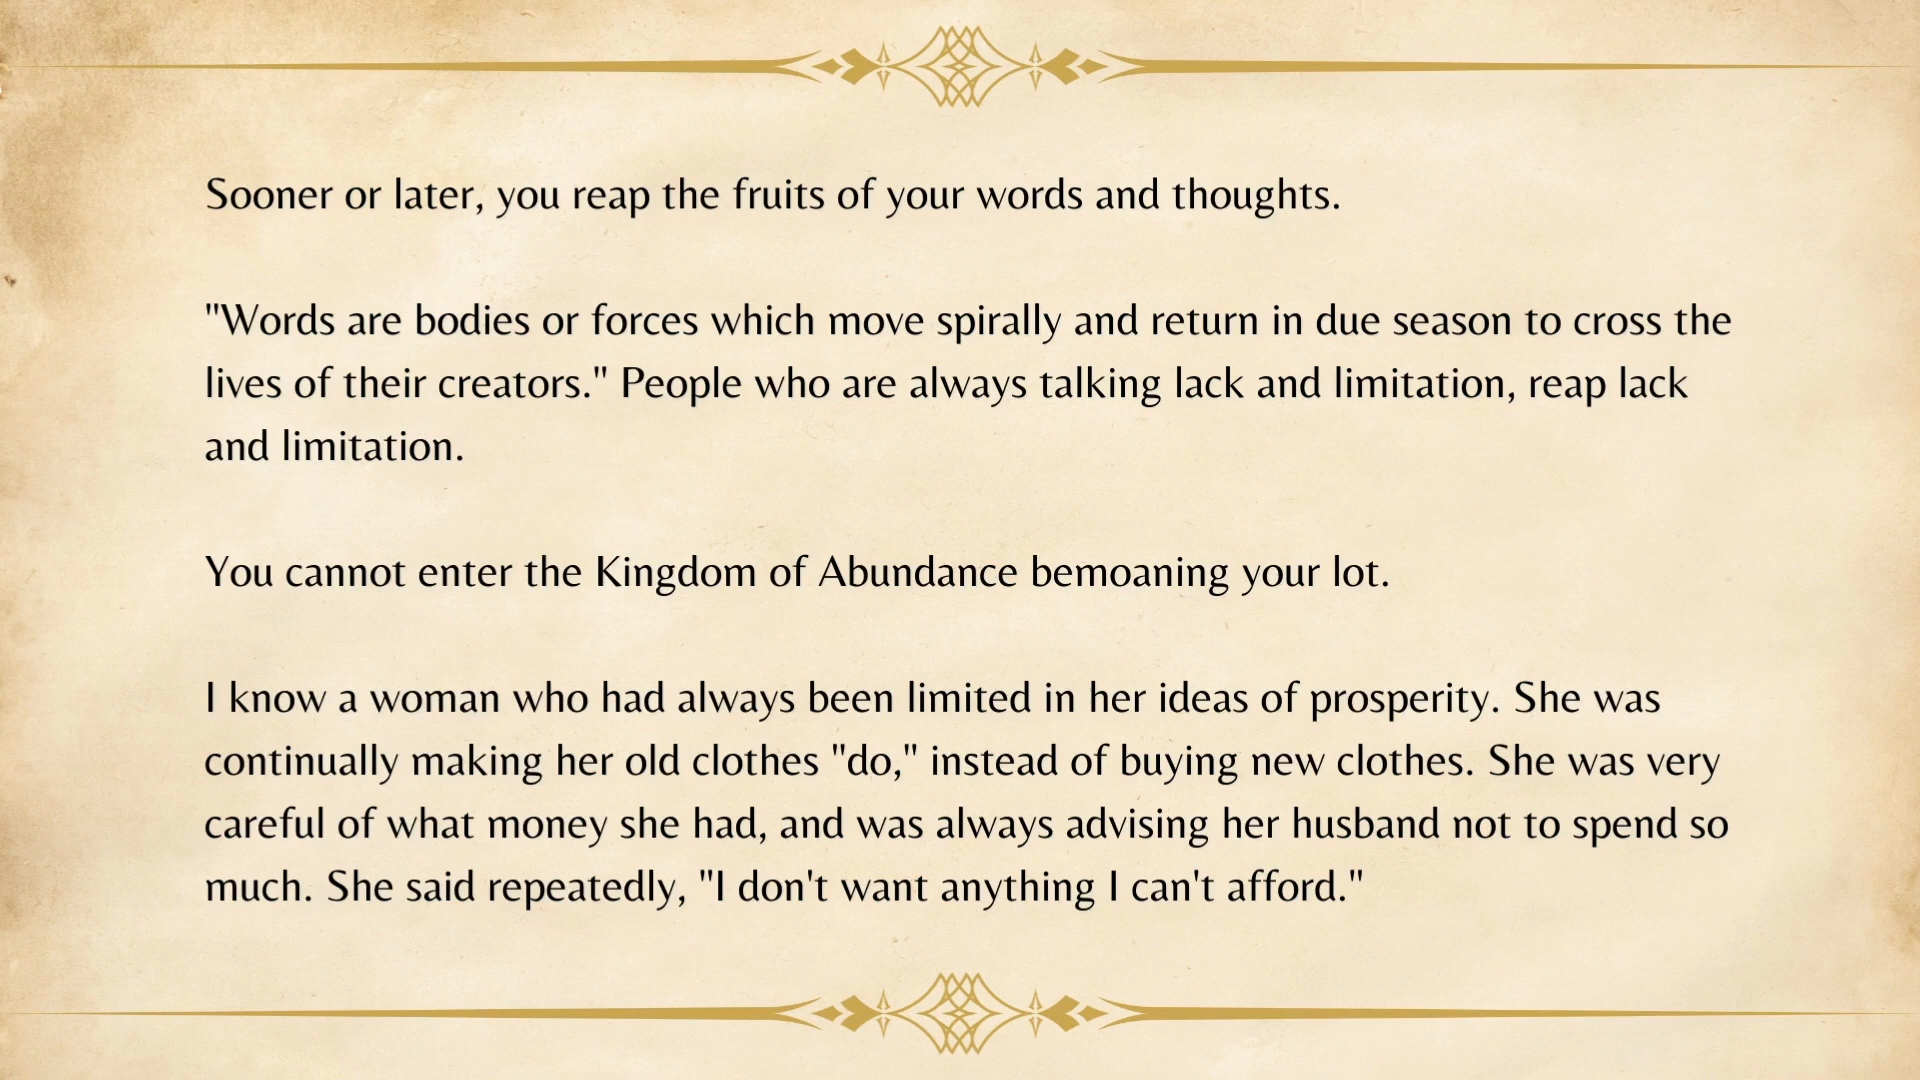 Sooner or later, you reap the fruits of your words and thoughts.
"Words are bodies or forces which move spirally and return in due season to cross the
lives of their creators." People who are always talking lack and limitation, reap lack
and limitation.
You cannot enter the Kingdom of Abundance bemoaning your lot.
I know a woman who had always been limited in her ideas of prosperity. She was
continually making her old clothes "do," instead of buying new clothes. She was very
careful of what money she had, and was always advising her husband not to spend so
much. She said repeatedly, "I don't want anything I can't afford."